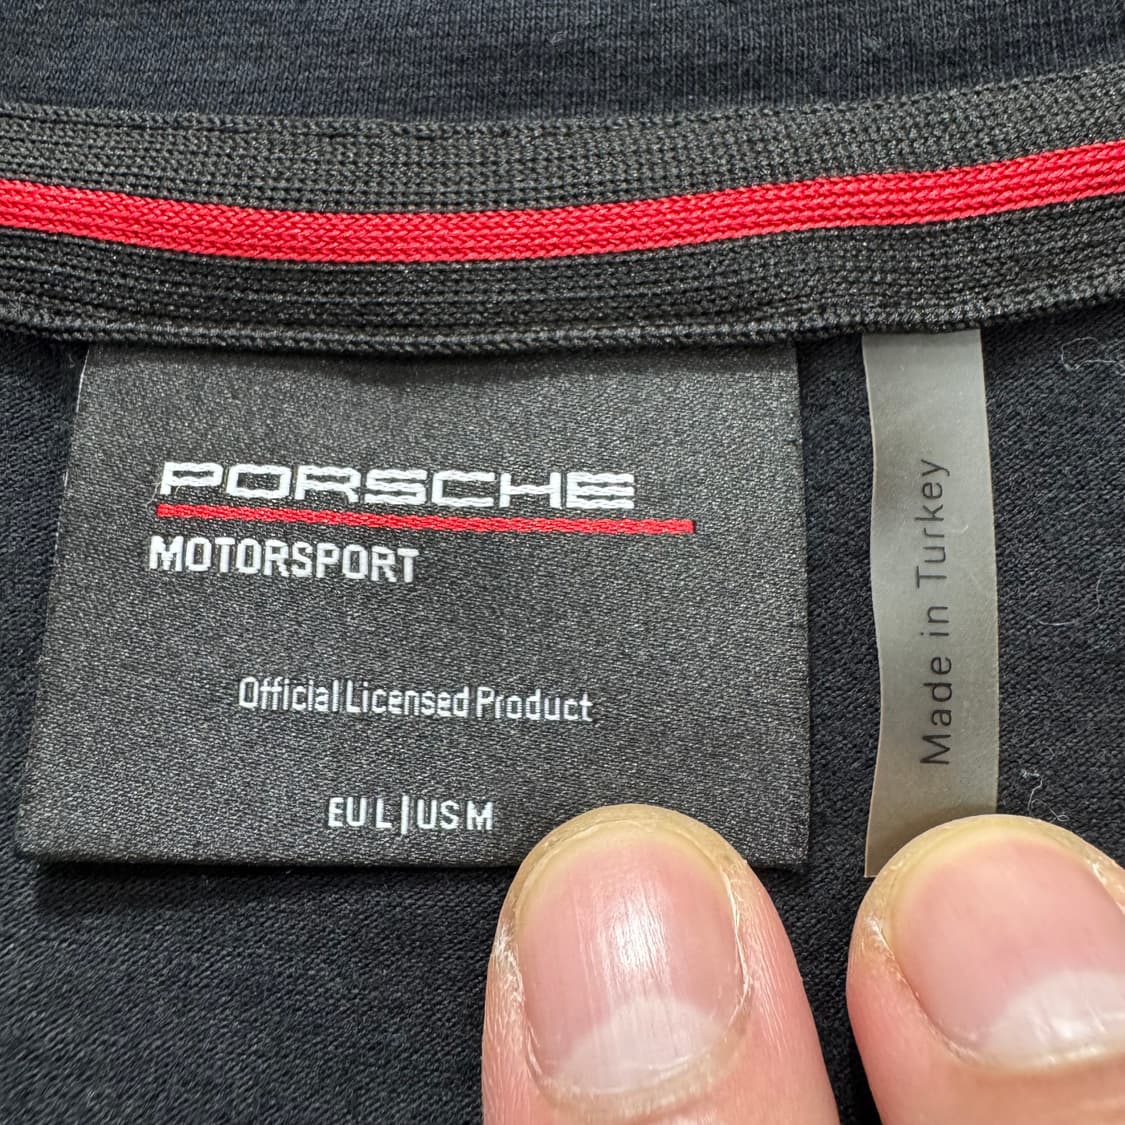 PORSCHE
MOTORSPORT
Official Licensed Product
EU L | US M
Made in Turkey